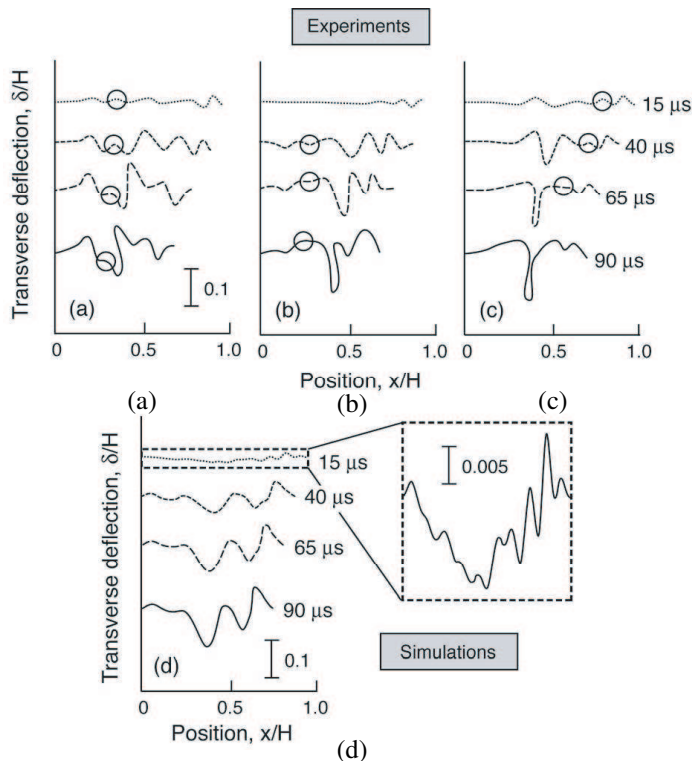 Experiments
Transverse deflection, δ/H
15 μs
40 μs
65 μs
90 μs
0.1
(a)
(b)
(c)
0 0.5 1.0
0 0.5 1.0
0 0.5 1.0
Position, x/H
(a)
(b)
(c)
Transverse deflection, δ/H
15 μs
40 μs
65 μs
90 μs
0.005
0.1
(d)
Simulations
0 0.5 1.0
Position, x/H
(d)